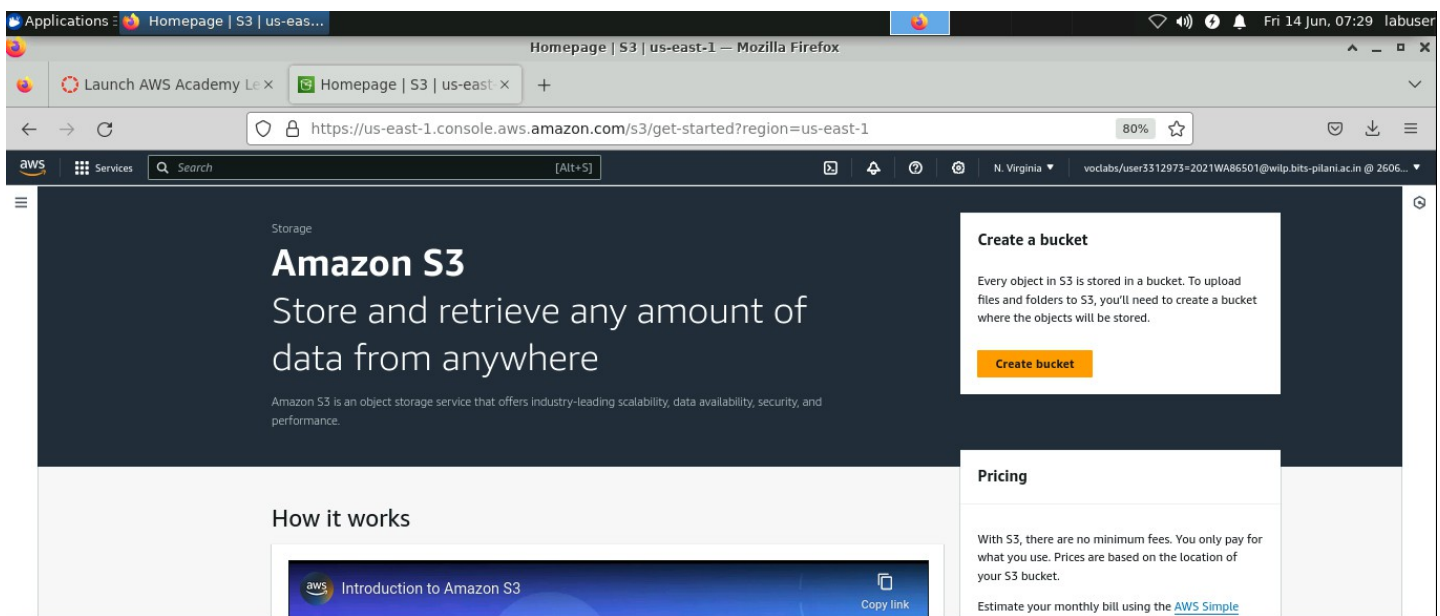 Applications
Homepage | S3 | us-eas...
Fri 14 Jun, 07:29 labuser
Homepage | S3 | us-east-1 — Mozilla Firefox
Launch AWS Academy Le
Homepage | S3 | us-east-
https://us-east-1.console.aws.amazon.com/s3/get-started?region=us-east-1
80%
aws
Services
Search
[Alt+S]
N. Virginia
voclabs/user3312973=2021WA86501@wilp.bits-pilani.ac.in @ 2606...
Storage
Amazon S3
Store and retrieve any amount of
data from anywhere
Amazon S3 is an object storage service that offers industry-leading scalability, data availability, security, and
performance.
Create a bucket
Every object in S3 is stored in a bucket. To upload
files and folders to S3, you'll need to create a bucket
where the objects will be stored.
Create bucket
Pricing
With S3, there are no minimum fees. You only pay for
what you use. Prices are based on the location of
your S3 bucket.
Estimate your monthly bill using the AWS Simple
How it works
aws
Introduction to Amazon S3
Copy link